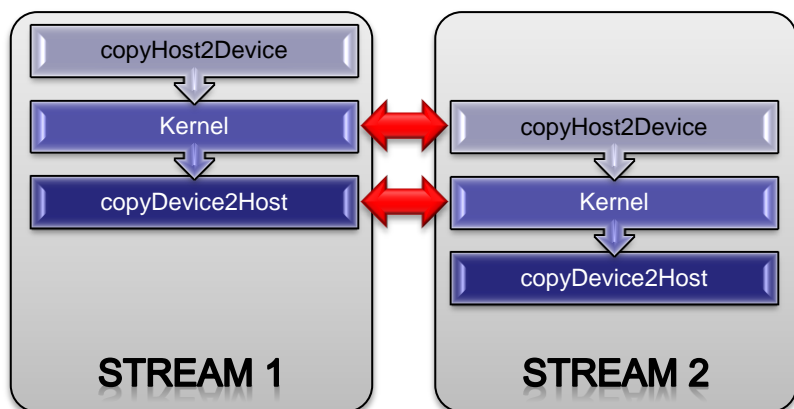 copyHost2Device
Kernel
copyDevice2Host
STREAM 1
copyHost2Device
Kernel
copyDevice2Host
STREAM 2